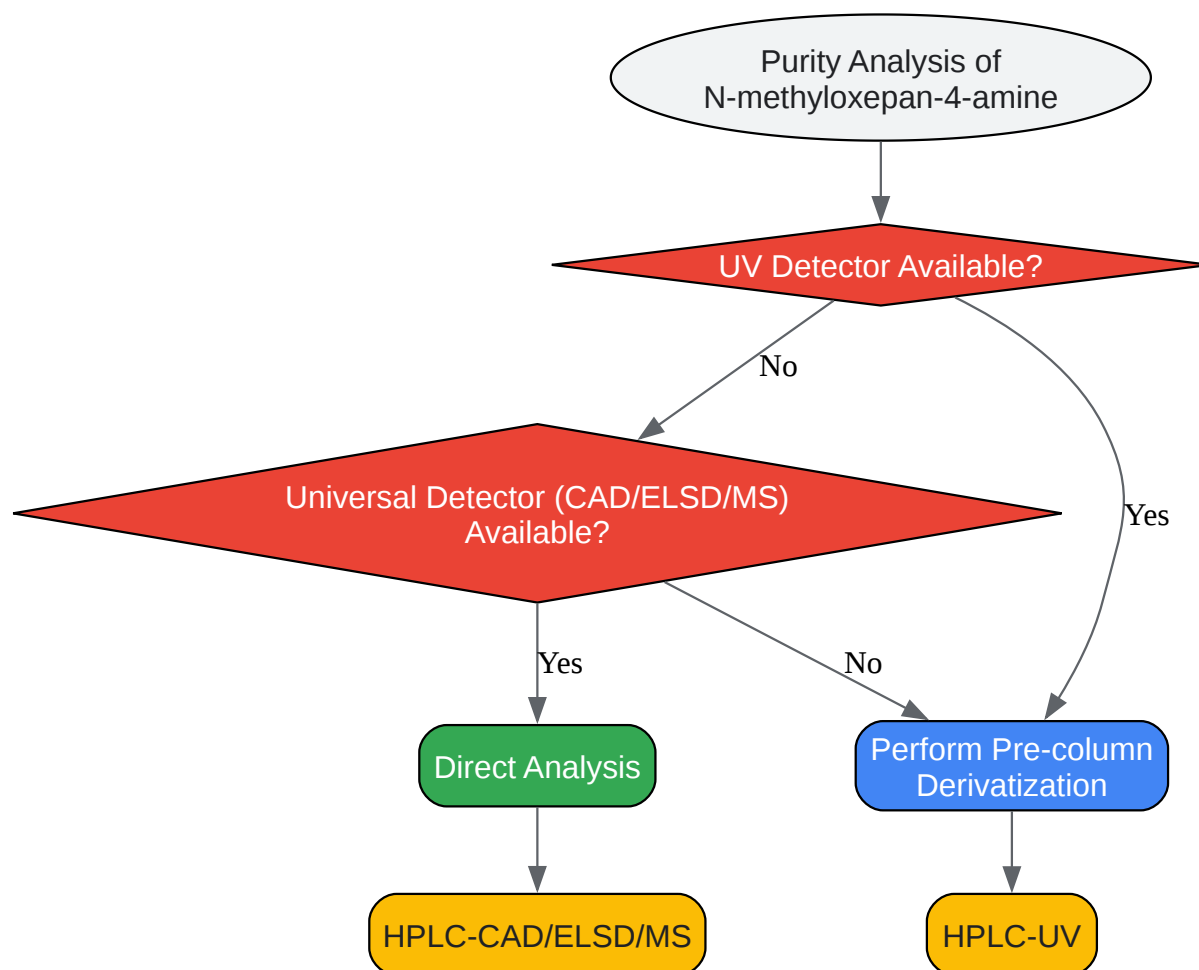 Purity Analysis of
N-methyloxepan-4-amine
UV Detector Available?
No
Universal Detector (CAD/ELSD/MS)
Available?
Yes
Yes
No
Direct Analysis
Perform Pre-column
Derivatization
HPLC-CAD/ELSD/MS
HPLC-UV